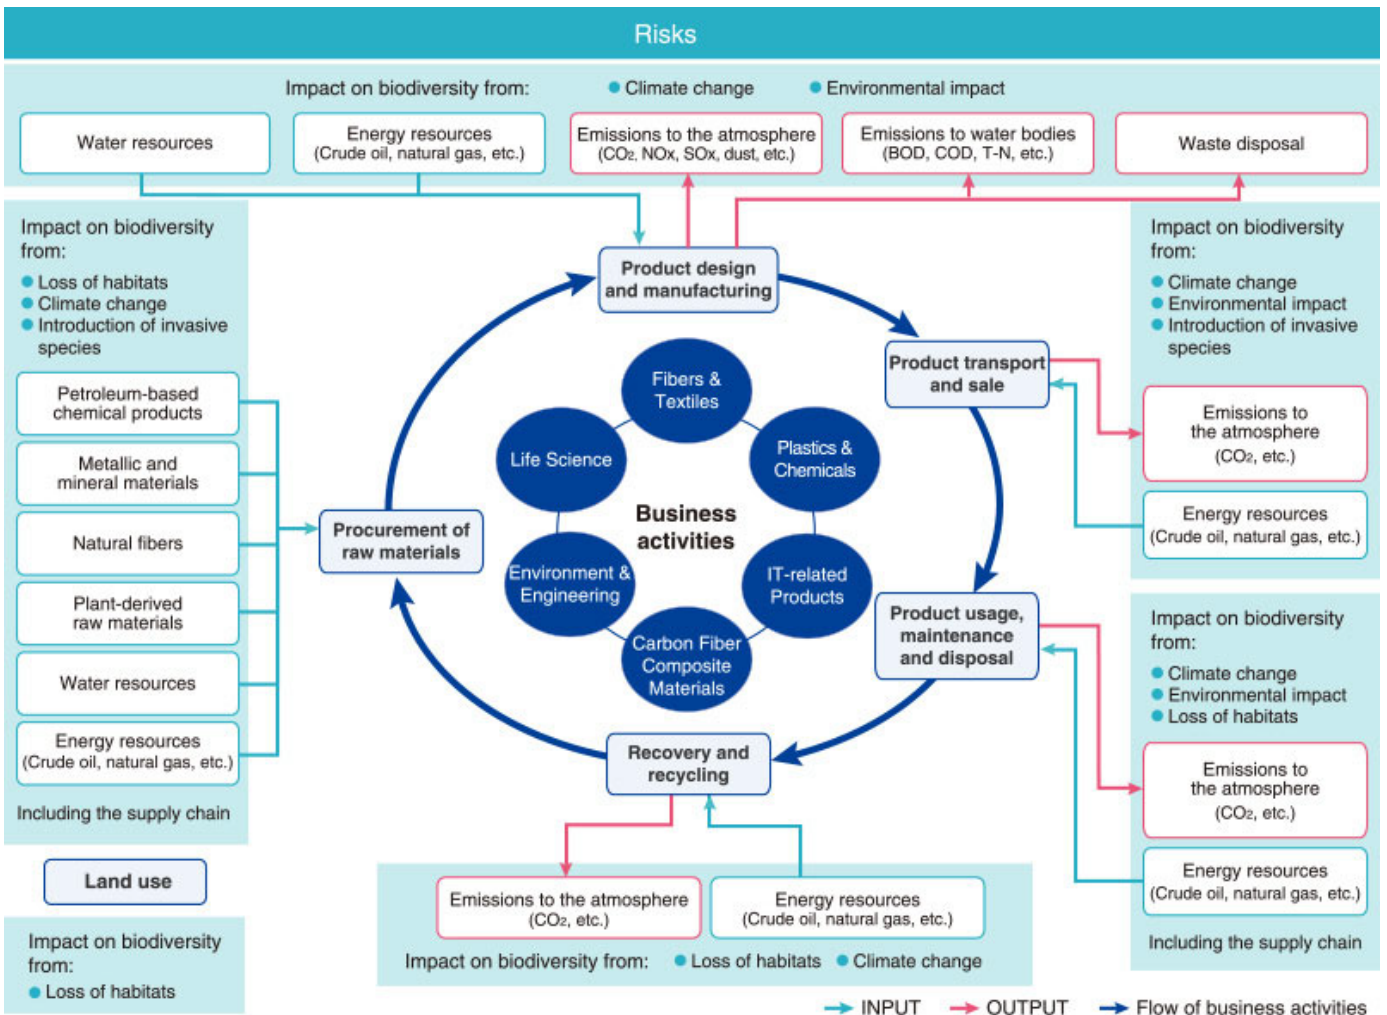 Risks
Impact on biodiversity from:
Climate change
Environmental impact
Water resources
Energy resources
(Crude oil, natural gas, etc.)
Emissions to the atmosphere
(CO₂, NOx, SOx, dust, etc.)
Emissions to water bodies
(BOD, COD, T-N, etc.)
Waste disposal
Impact on biodiversity
from:
Loss of habitats
Climate change
Introduction of invasive
species
Petroleum-based
chemical products
Metallic and
mineral materials
Natural fibers
Plant-derived
raw materials
Water resources
Energy resources
(Crude oil, natural gas, etc.)
Including the supply chain
Land use
Impact on biodiversity
from:
Loss of habitats
Product design
and manufacturing
Product transport
and sale
Product usage,
maintenance
and disposal
Recovery and
recycling
Procurement of
raw materials
Business
activities
Fibers &
Textiles
Plastics &
Chemicals
IT-related
Products
Carbon Fiber
Composite
Materials
Environment &
Engineering
Life Science
Impact on biodiversity
from:
Climate change
Environmental impact
Introduction of invasive
species
Emissions to
the atmosphere
(CO₂, etc.)
Energy resources
(Crude oil, natural gas, etc.)
Impact on biodiversity
from:
Climate change
Environmental impact
Loss of habitats
Emissions to
the atmosphere
(CO₂, etc.)
Energy resources
(Crude oil, natural gas, etc.)
Including the supply chain
Emissions to the atmosphere
(CO₂, etc.)
Energy resources
(Crude oil, natural gas, etc.)
Impact on biodiversity from:
Loss of habitats
Climate change
INPUT
OUTPUT
Flow of business activities